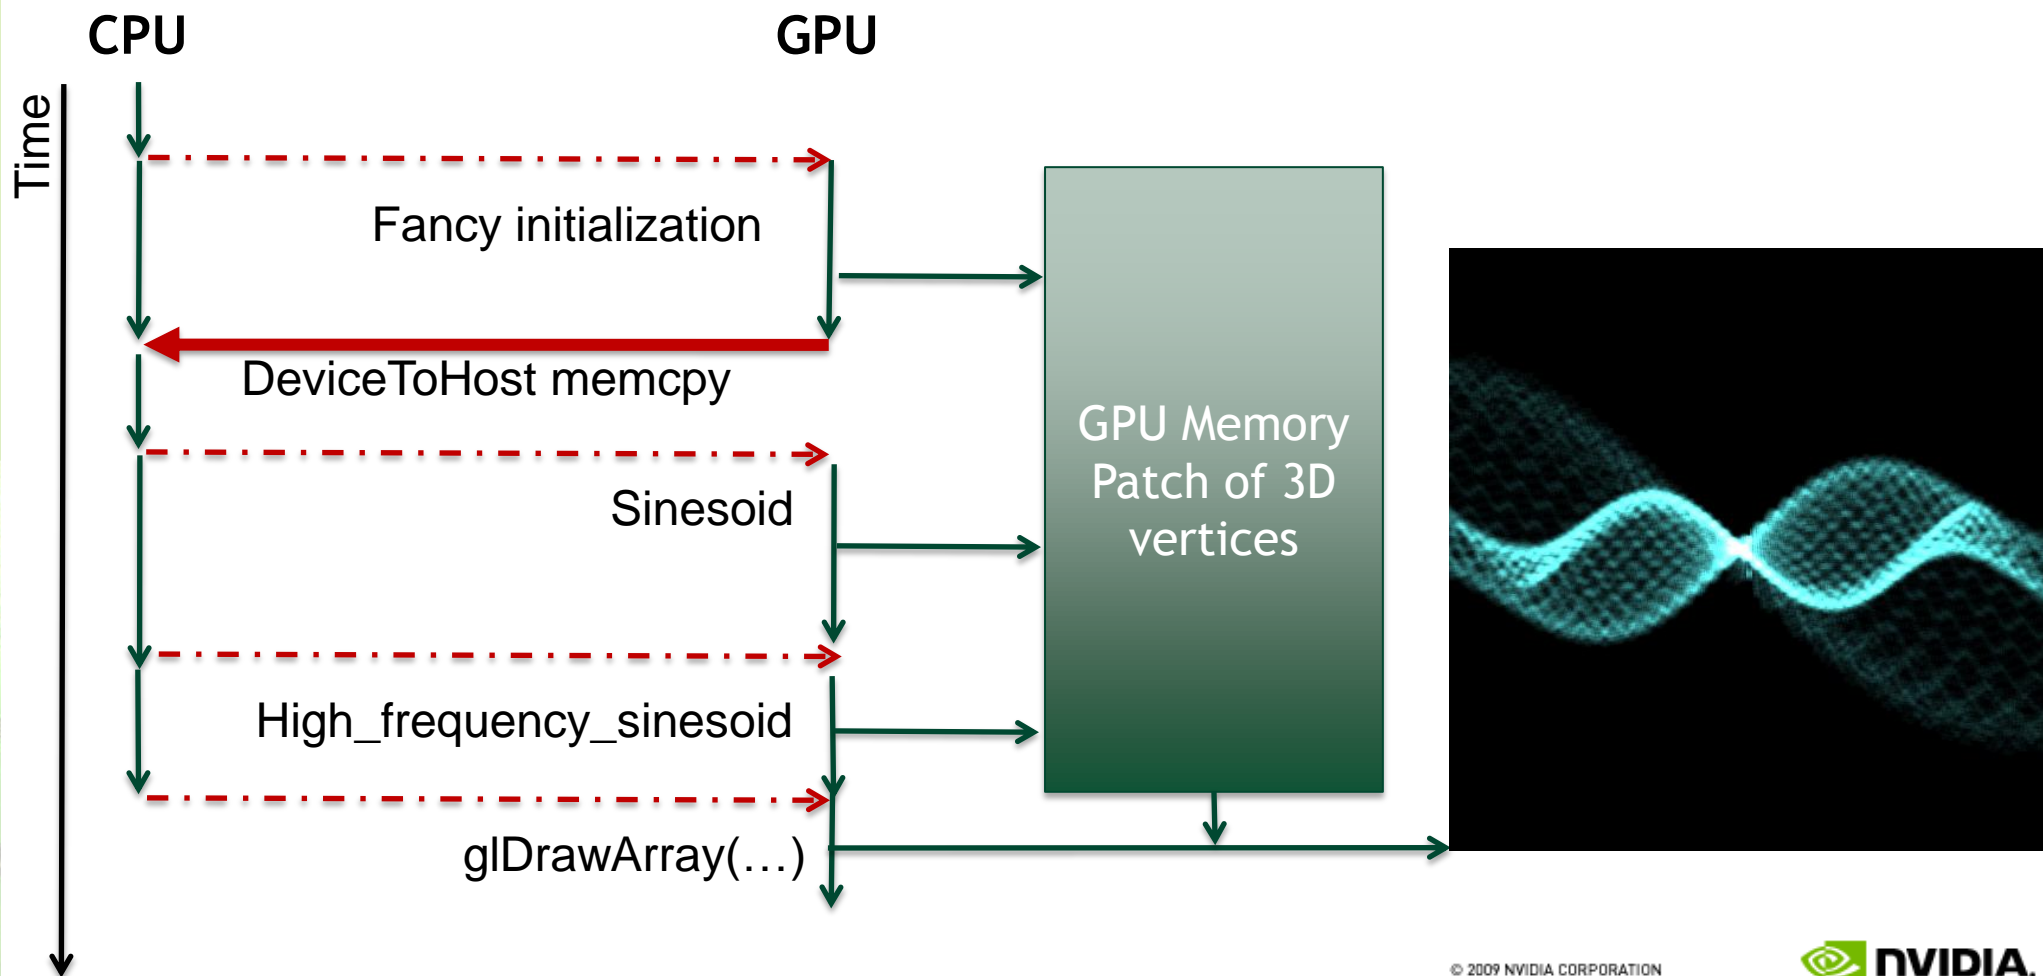 CPU
GPU
Time
Fancy initialization
DeviceToHost memcpy
Sinesoid
High_frequency_sinesoid
glDrawArray(…)
GPU Memory
Patch of 3D
vertices
© 2009 NVIDIA CORPORATION
NVIDIA.